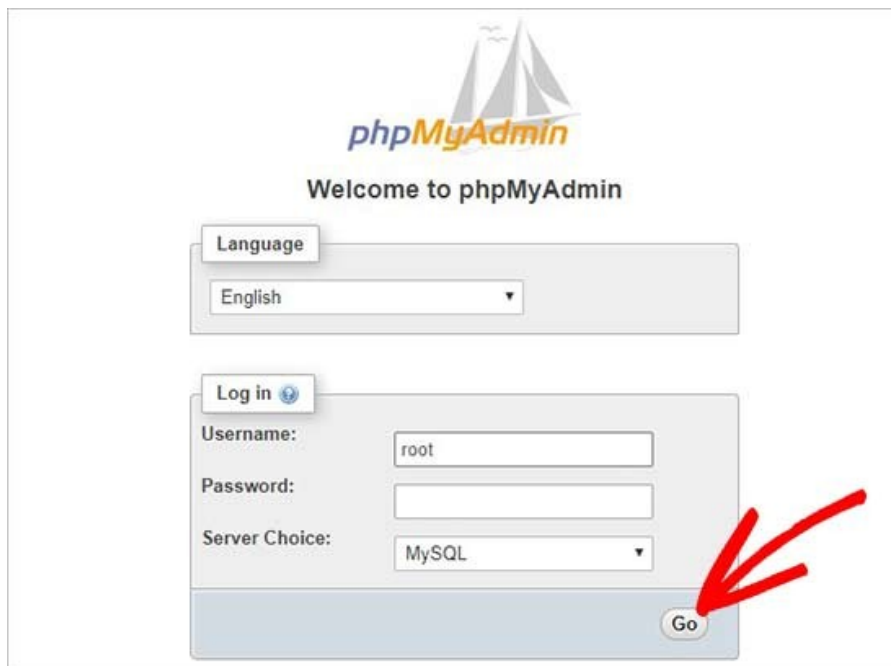 phpMyAdmin
Welcome to phpMyAdmin
Language
English
Log in
Username:
root
Password:
Server Choice:
MySQL
Go